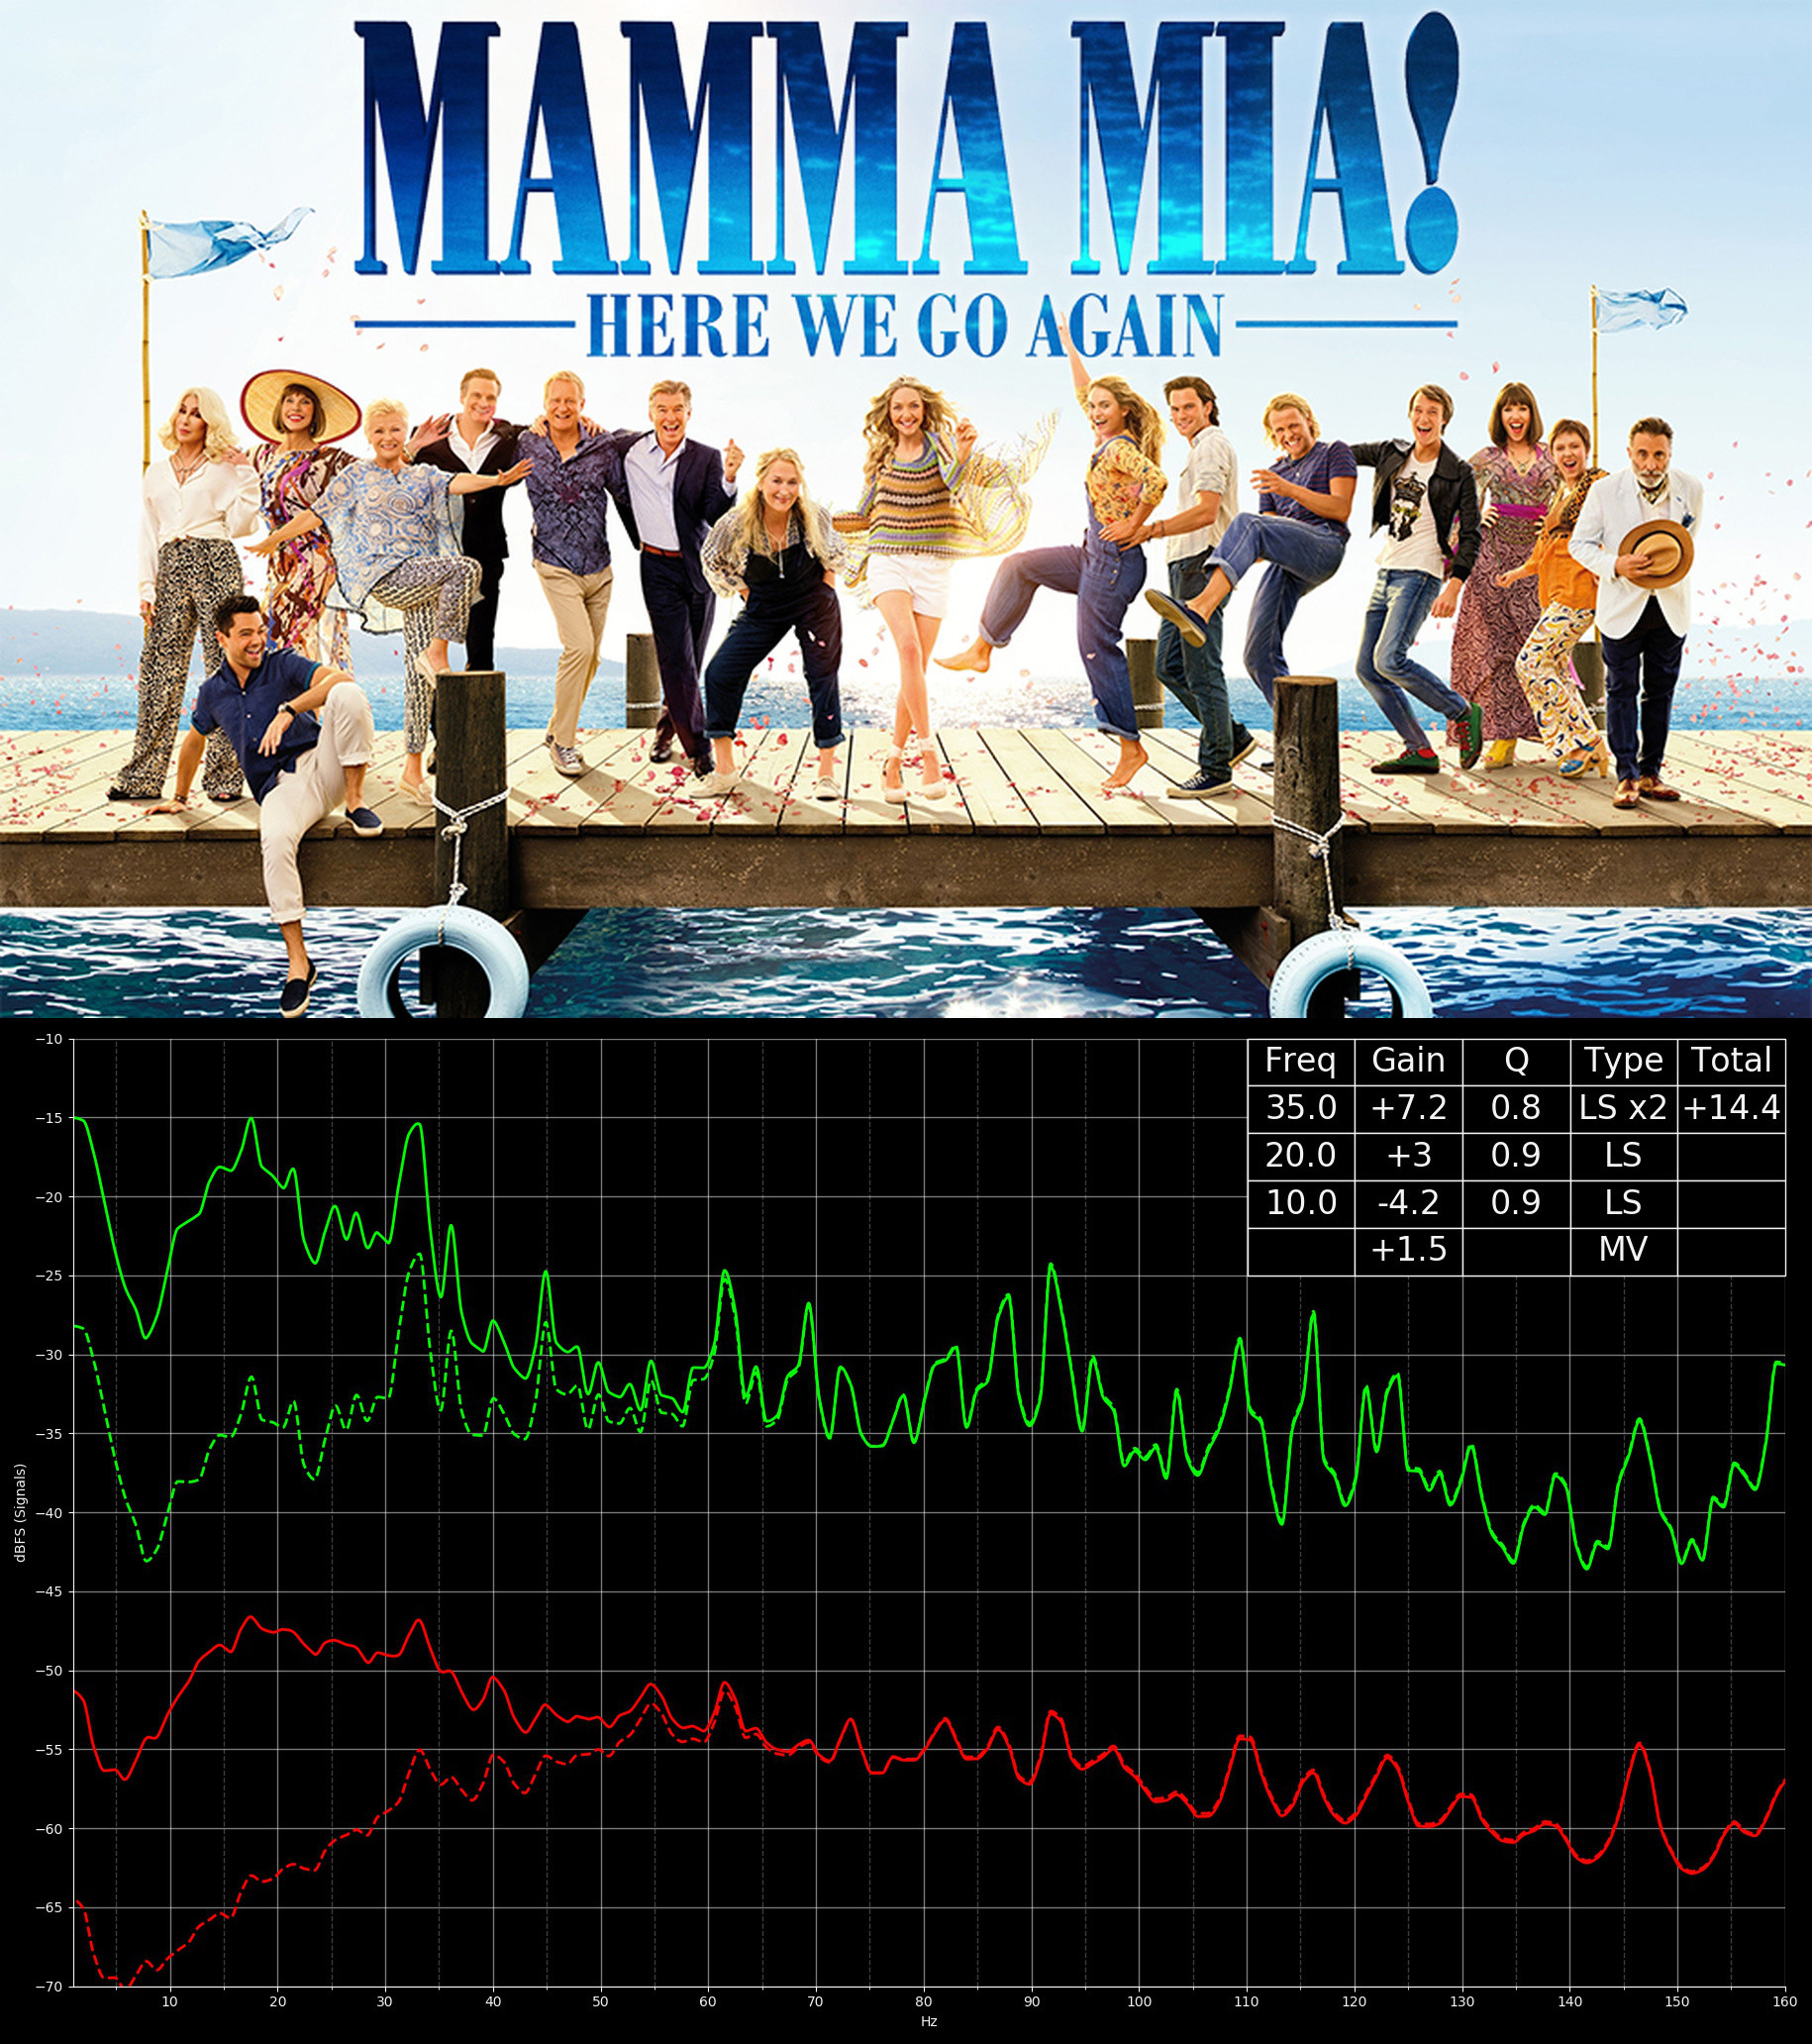 MAMMA MIA!
HERE WE GO AGAIN
Freq Gain Q Type Total
35.0 +7.2 0.8 LS x2 +14.4
20.0 +3 0.9 LS
10.0 -4.2 0.9 LS
+1.5 MV
−10
−15
−20
−25
−30
−35
−40
−45
−50
−55
−60
−65
−70
dBFS (Signals)
10 20 30 40 50 60 70 80 90 100 110 120 130 140 150 160
Hz